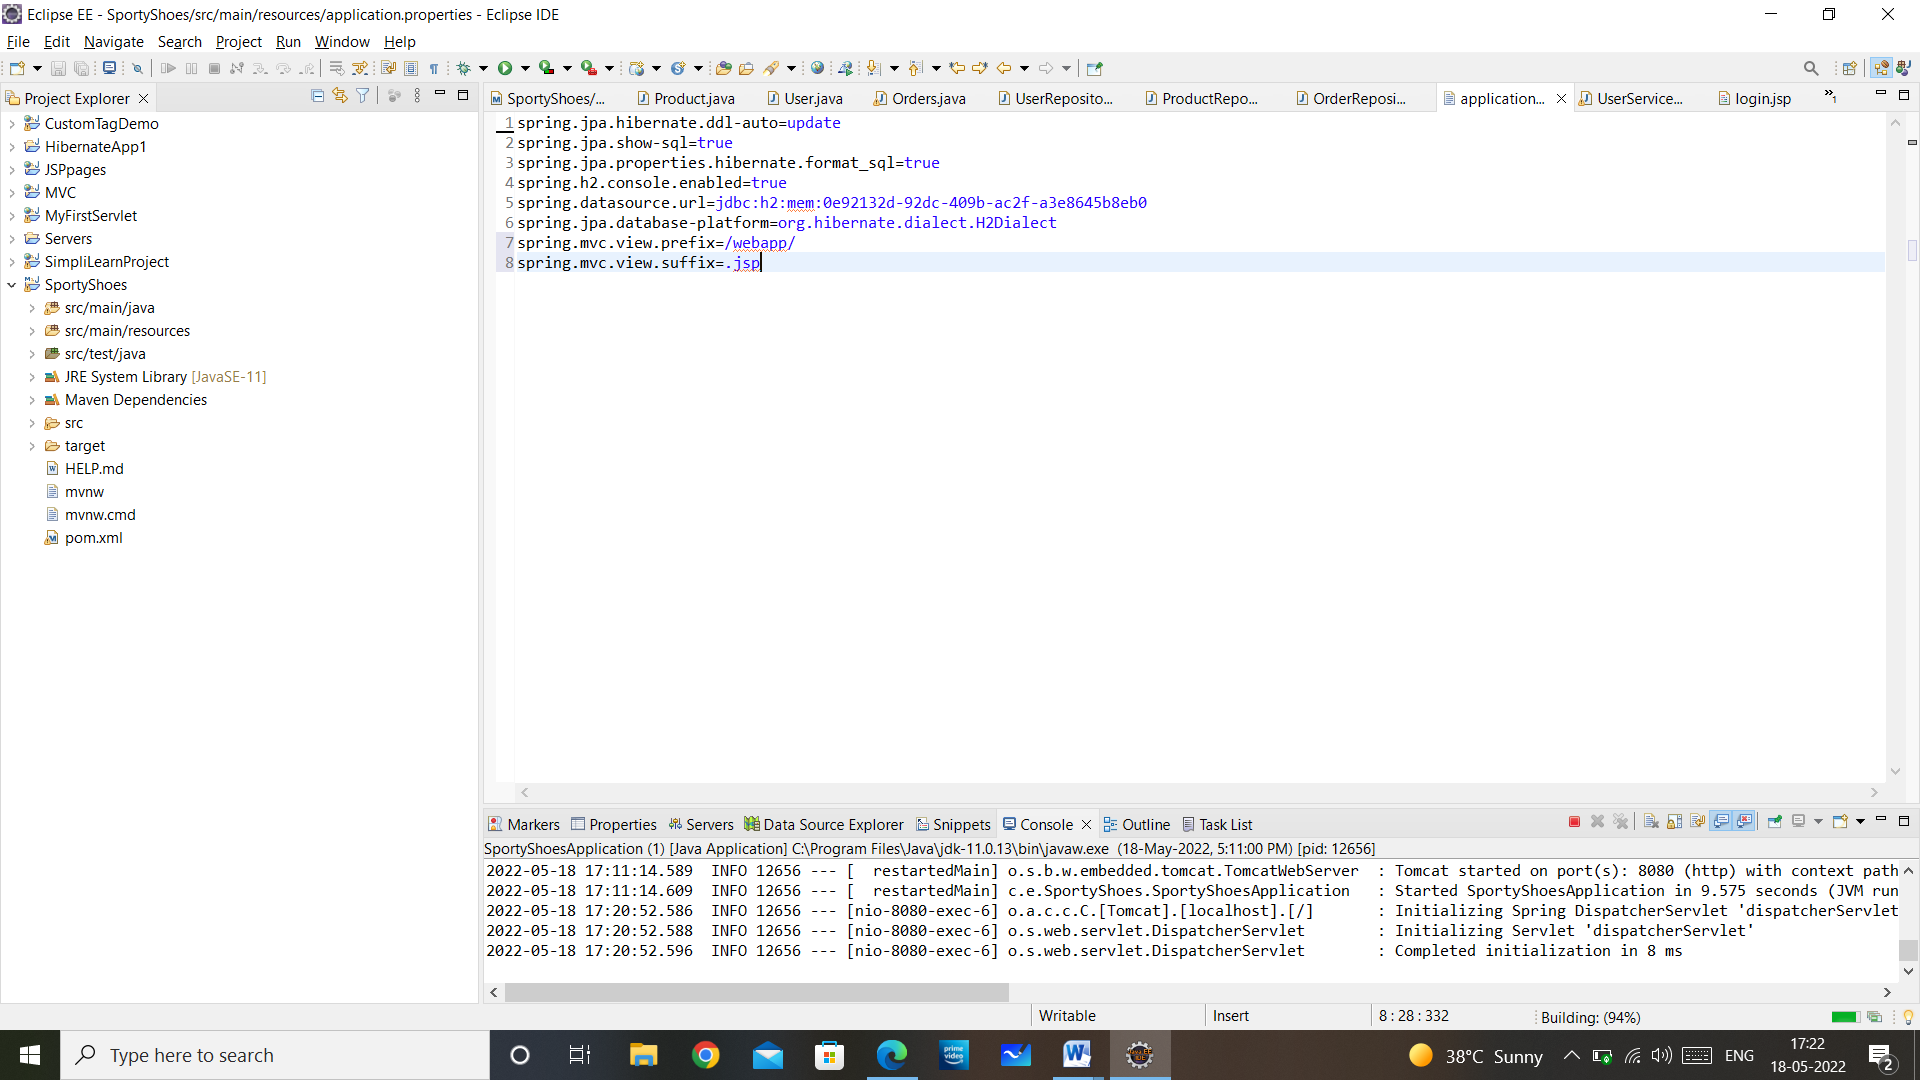 Eclipse EE - SportyShoes/src/main/resources/application.properties - Eclipse IDE
File Edit Navigate Search Project Run Window Help
Project Explorer
CustomTagDemo
HibernateApp1
JSPpages
MVC
MyFirstServlet
Servers
SimpliLearnProject
SportyShoes
src/main/java
src/main/resources
src/test/java
JRE System Library [JavaSE-11]
Maven Dependencies
src
target
HELP.md
mvnw
mvnw.cmd
pom.xml
SportyShoes/... Product.java User.java Orders.java UserReposito... ProductRepo... OrderReposi... application... UserService... login.jsp »1
1 spring.jpa.hibernate.ddl-auto=update
2 spring.jpa.show-sql=true
3 spring.jpa.properties.hibernate.format_sql=true
4 spring.h2.console.enabled=true
5 spring.datasource.url=jdbc:h2:mem:0e92132d-92dc-409b-ac2f-a3e8645b8eb0
6 spring.jpa.database-platform=org.hibernate.dialect.H2Dialect
7 spring.mvc.view.prefix=/webapp/
8 spring.mvc.view.suffix=.jsp
Markers Properties Servers Data Source Explorer Snippets Console Outline Task List
SportyShoesApplication (1) [Java Application] C:\Program Files\Java\jdk-11.0.13\bin\javaw.exe (18-May-2022, 5:11:00 PM) [pid: 12656]
2022-05-18 17:11:14.589 INFO 12656 --- [ restartedMain] o.s.b.w.embedded.tomcat.TomcatWebServer : Tomcat started on port(s): 8080 (http) with context path
2022-05-18 17:11:14.609 INFO 12656 --- [ restartedMain] c.e.SportyShoes.SportyShoesApplication : Started SportyShoesApplication in 9.575 seconds (JVM run
2022-05-18 17:20:52.586 INFO 12656 --- [nio-8080-exec-6] o.a.c.c.C.[Tomcat].[localhost].[/] : Initializing Spring DispatcherServlet 'dispatcherServlet
2022-05-18 17:20:52.588 INFO 12656 --- [nio-8080-exec-6] o.s.web.servlet.DispatcherServlet : Initializing Servlet 'dispatcherServlet'
2022-05-18 17:20:52.596 INFO 12656 --- [nio-8080-exec-6] o.s.web.servlet.DispatcherServlet : Completed initialization in 8 ms
Writable Insert 8 : 28 : 332 Building: (94%)
Type here to search
prime video
38°C Sunny
ENG
17:22
18-05-2022
2